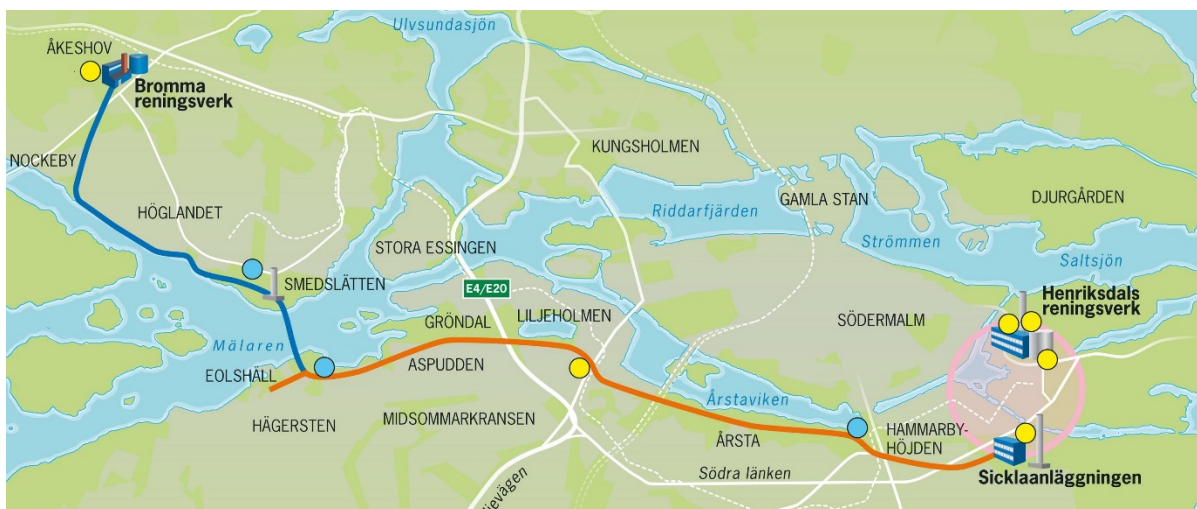 Ulvsundasjön
ÅKESHOV
Bromma
reningsverk
NOCKEBY
KUNGSHOLMEN
HÖGLANDET
Riddarfjärden
GAMLA STAN
DJURGÅRDEN
STORA ESSINGEN
Strömmen
Saltsjön
SMEDSLÄTTEN
E4/E20
Henriksdals
reningsverk
LILJEHOLMEN
GRÖNDAL
SÖDERMALM
Mälaren
EOLSHÄLL
ASPUDDEN
Årstaviken
HÄGERSTEN
MIDSOMMARKRANSEN
ÅRSTA
HAMMARBY-
HÖJDEN
Södra länken
Sicklaanläggningen